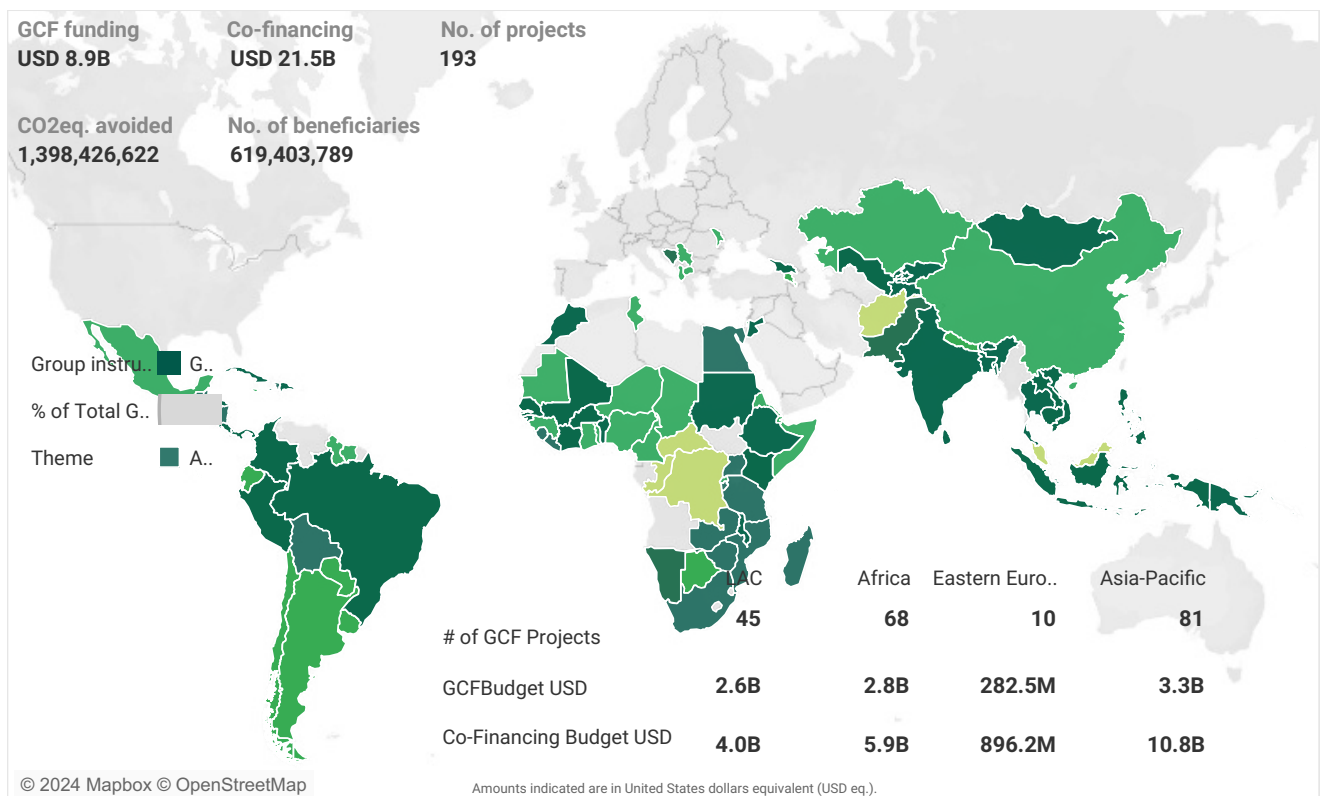 GCF funding Co-financing No. of projects
USD 8.9B USD 21.5B 193
CO2eq. avoided No. of beneficiaries
1,398,426,622 619,403,789
Group instru.. G..
% of Total G..
Theme A..
LAC Africa Eastern Euro.. Asia-Pacific
# of GCF Projects 45 68 10 81
GCFBudget USD 2.6B 2.8B 282.5M 3.3B
Co-Financing Budget USD 4.0B 5.9B 896.2M 10.8B
© 2024 Mapbox © OpenStreetMap
Amounts indicated are in United States dollars equivalent (USD eq.).